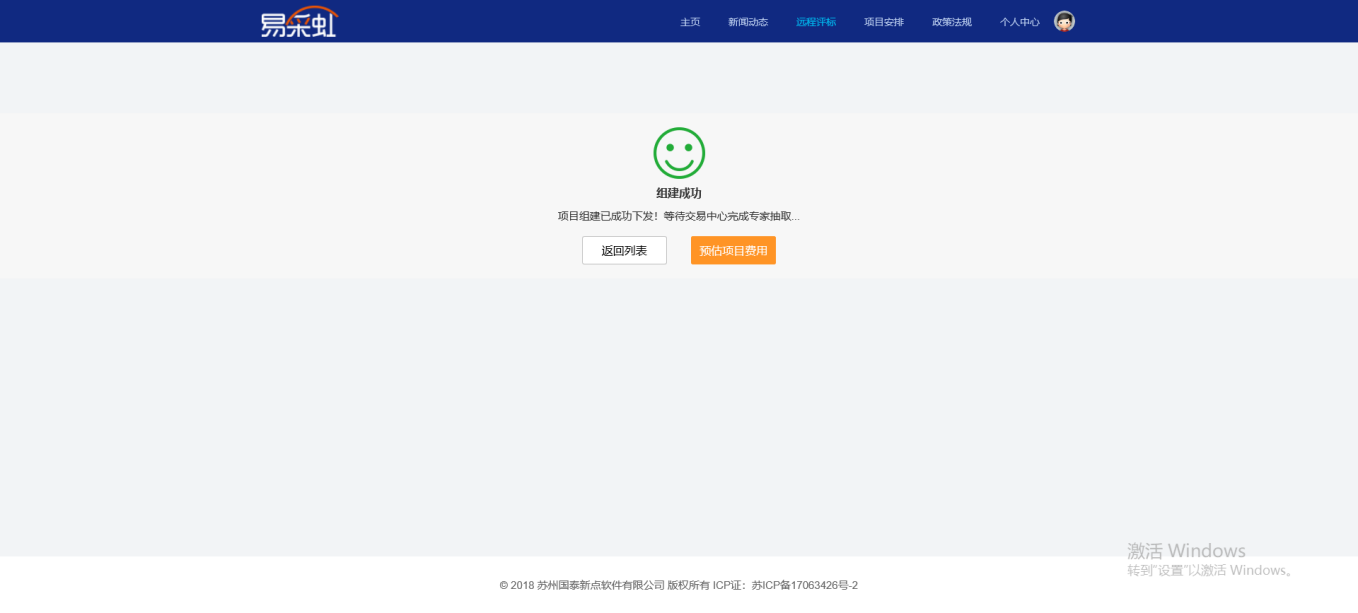 易采虹
主页 新闻动态 远程评标 项目安排 政策法规 个人中心
组建成功
项目组建已成功下发！等待交易中心完成专家抽取...
返回列表 预估项目费用
激活 Windows
转到"设置"以激活 Windows。
© 2018 苏州国泰新点软件有限公司 版权所有 ICP证：苏ICP备17063426号-2